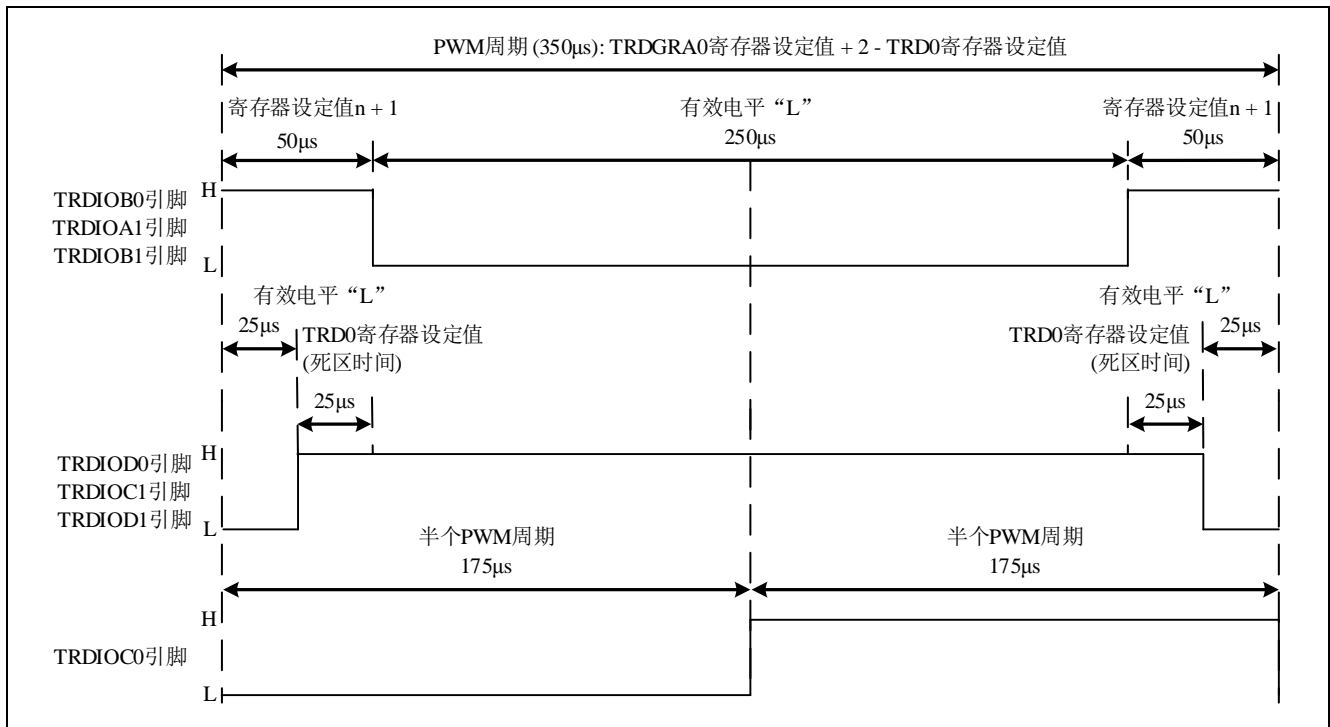 PWM周期 (350μs): TRDGRA0寄存器设定值 + 2 - TRD0寄存器设定值
寄存器设定值n + 1
50μs
有效电平“L”
250μs
寄存器设定值n + 1
50μs
H
TRDIOB0引脚
TRDIOA1引脚
TRDIOB1引脚
L
有效电平“L”
25μs
TRD0寄存器设定值
(死区时间)
25μs
有效电平“L”
TRD0寄存器设定值
(死区时间)
25μs
25μs
H
TRDIOD0引脚
TRDIOC1引脚
TRDIOD1引脚
L
半个PWM周期
175μs
半个PWM周期
175μs
H
TRDIOC0引脚
L